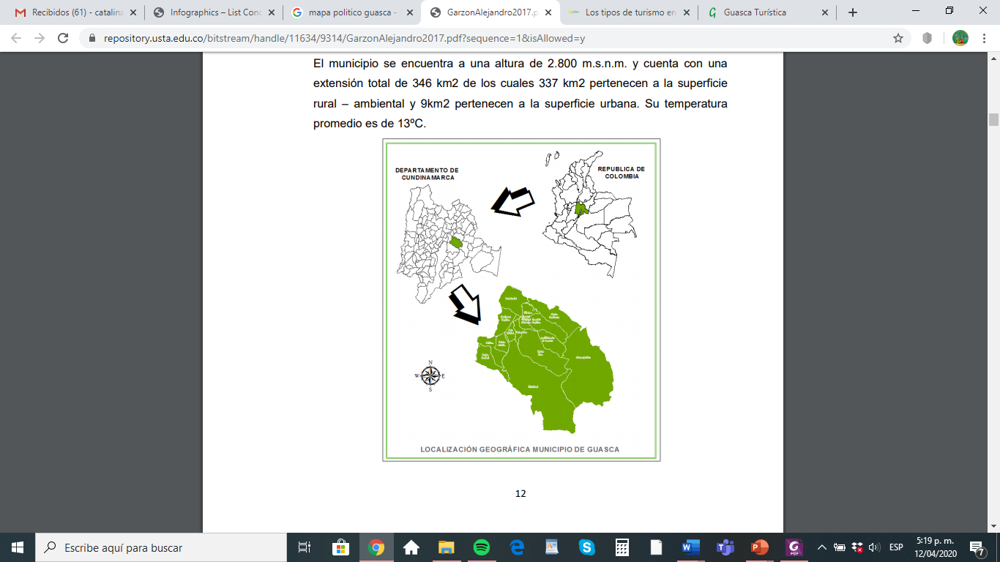 Recibidos (61) - catalina
Infographics – List Conc
mapa politico guasca -
GarzonAlejandro2017.p
Los tipos de turismo en
Guasca Turística
repository.usta.edu.co/bitstream/handle/11634/9314/GarzonAlejandro2017.pdf?sequence=1&isAllowed=y
El municipio se encuentra a una altura de 2.800 m.s.n.m. y cuenta con una
extensión total de 346 km2 de los cuales 337 km2 pertenecen a la superficie
rural – ambiental y 9km2 pertenecen a la superficie urbana. Su temperatura
promedio es de 13ºC.
DEPARTAMENTO DE
CUNDINAMARCA
REPUBLICA DE
COLOMBIA
N
W
E
S
LOCALIZACIÓN GEOGRÁFICA MUNICIPIO DE GUASCA
12
Escribe aquí para buscar
ESP
5:19 p. m.
12/04/2020
7